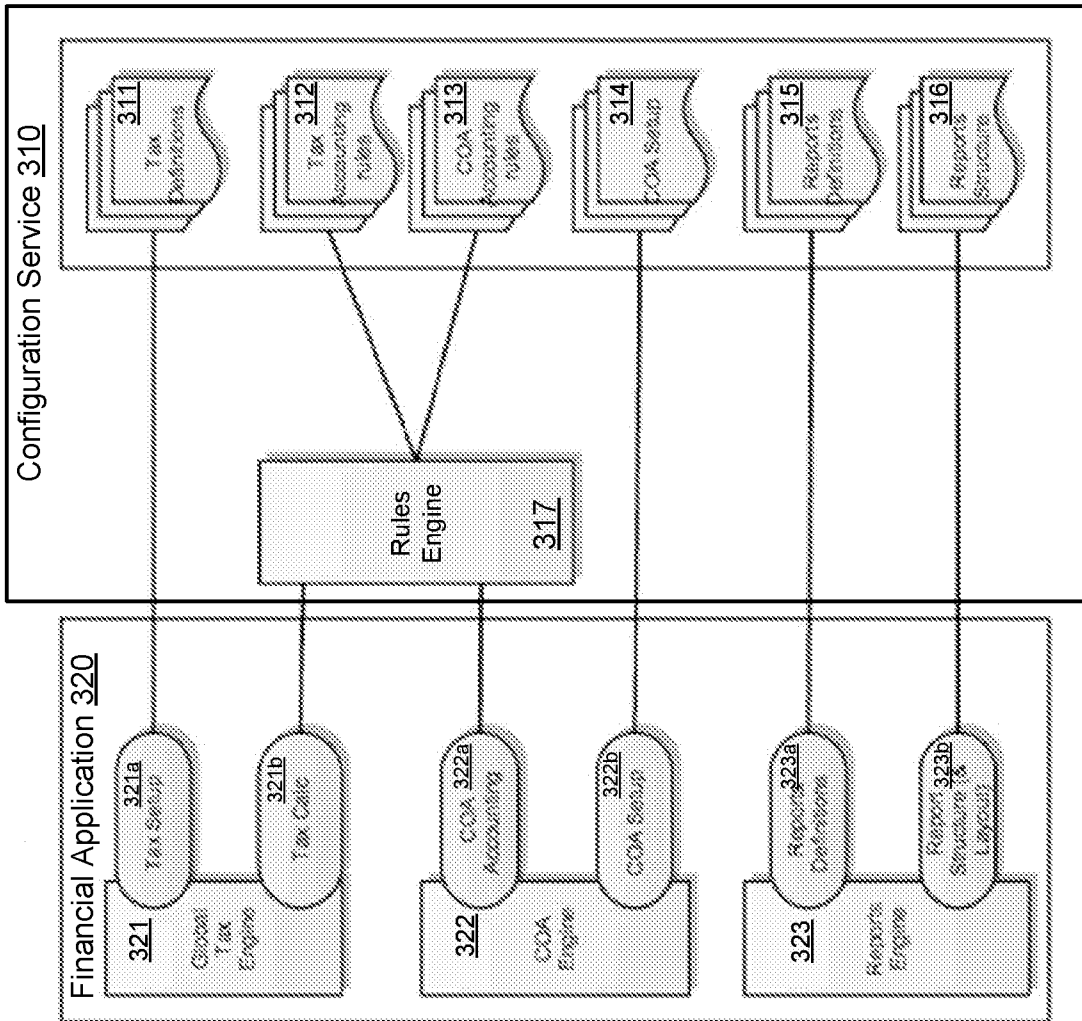 Configuration Service 310
311
Tax
Definitions
312
Tax
Accounting
rules
313
COA
Accounting
rules
314
COA Setup
315
Reports
Definitions
316
Reports
Structure
Rules
Engine
317
Financial Application 320
321a
Tax Setup
321b
Tax Calc
321
Global
Tax
Engine
322a
COA
Accounting
322b
COA Setup
322
COA
Engine
323a
Reports
Definitions
323b
Report
Structure &
Layouts
323
Reports
Engine